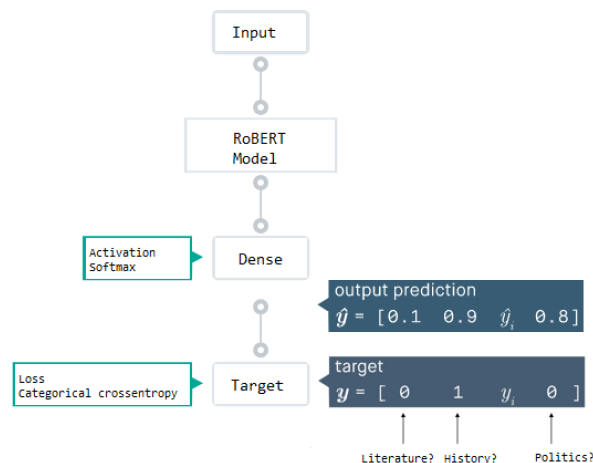 Input
RoBERT
Model
Activation
Softmax
Dense
output prediction
ŷ = [0.1 0.9 ŷᵢ 0.8]
Loss
Categorical crossentropy
Target
target
y = [ 0 1 yᵢ 0 ]
Literature? History? Politics?